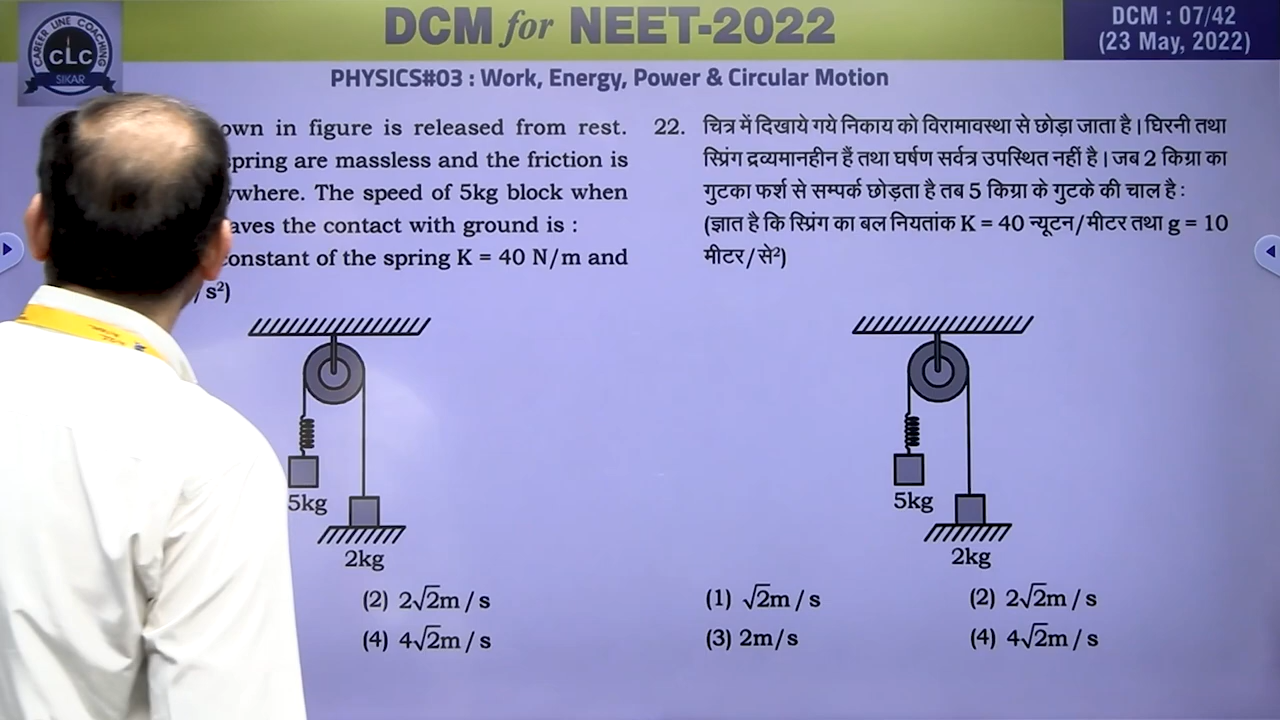 DCM for NEET-2022
DCM : 07/42
(23 May, 2022)
CAREER LINE COACHING
CLC
SIKAR
PHYSICS#03 : Work, Energy, Power & Circular Motion
own in figure is released from rest.
spring are massless and the friction is
ywhere. The speed of 5kg block when
aves the contact with ground is :
constant of the spring K = 40 N/m and
/ s²)
5kg
2kg
(2) 2√2m / s
(4) 4√2m / s
22. चित्र में दिखाये गये निकाय को विरामावस्था से छोड़ा जाता है। घिरनी तथा
स्प्रिंग द्रव्यमानहीन हैं तथा घर्षण सर्वत्र उपस्थित नहीं है। जब 2 किग्रा का
गुटका फर्श से सम्पर्क छोड़ता है तब 5 किग्रा के गुटके की चाल है :
(ज्ञात है कि स्प्रिंग का बल नियतांक K = 40 न्यूटन/मीटर तथा g = 10
मीटर/से²)
5kg
2kg
(1) √2m / s
(2) 2√2m / s
(3) 2m/s
(4) 4√2m / s